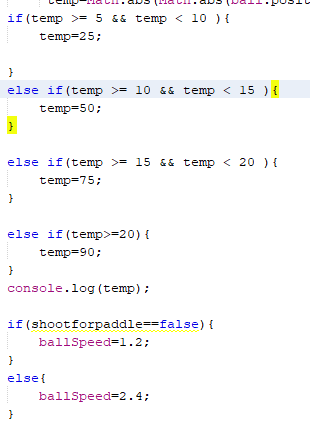 temp=Math.abs(Math.abs(ball.posit
if(temp >= 5 && temp < 10 ){
temp=25;
}
else if(temp >= 10 && temp < 15 ){
temp=50;
}
else if(temp >= 15 && temp < 20 ){
temp=75;
}
else if(temp>=20){
temp=90;
}
console.log(temp);
if(shootforpaddle==false){
ballSpeed=1.2;
}
else{
ballSpeed=2.4;
}